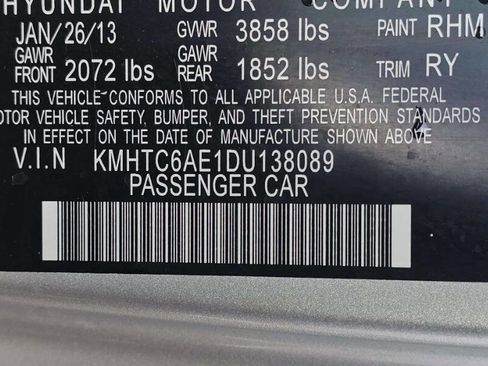 HYUNDAI MOTOR COMPANY
JAN/26/13 GVWR 3858 lbs PAINT RHM
GAWR FRONT 2072 lbs GAWR REAR 1852 lbs TRIM RY
THIS VEHICLE CONFORMS TO ALL APPLICABLE U.S.A. FEDERAL
MOTOR VEHICLE SAFETY, BUMPER, AND THEFT PREVENTION STANDARDS
IN EFFECT ON THE DATE OF MANUFACTURE SHOWN ABOVE
V.I.N KMHTC6AE1DU138089
PASSENGER CAR